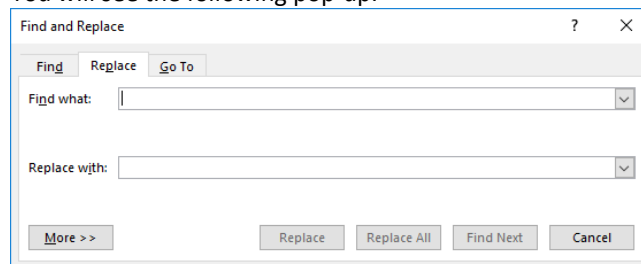 You will see the following pop-up:
Find and Replace ? X
Find Replace Go To
Find what:
Replace with:
More >> Replace Replace All Find Next Cancel